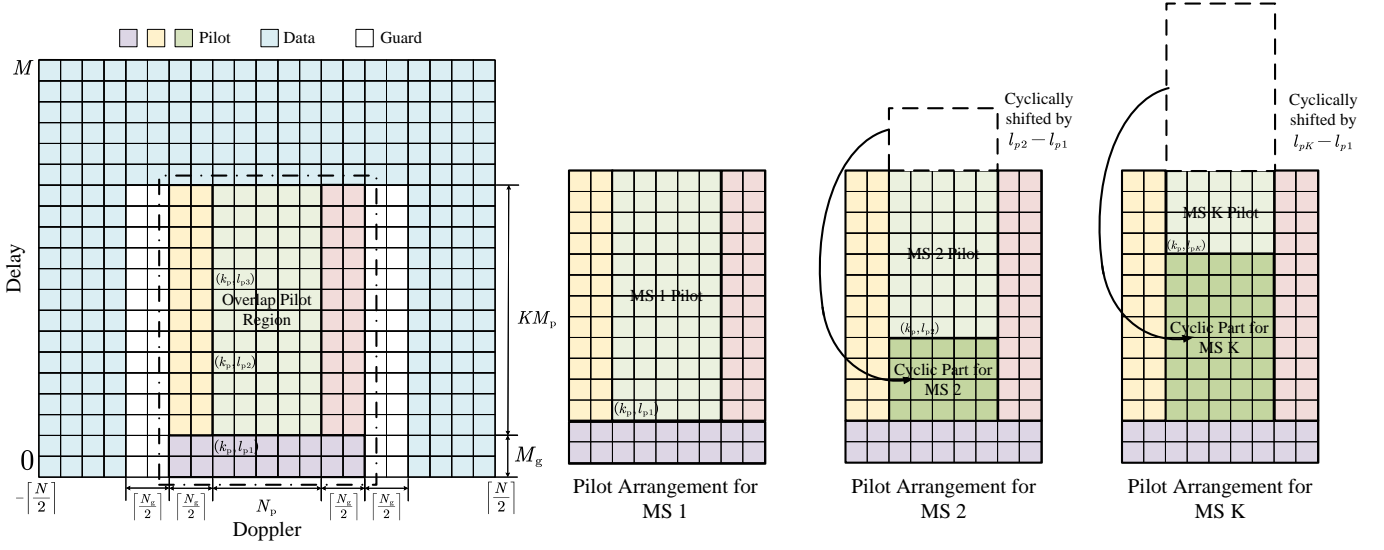 Pilot
Data
Guard
M
Delay
0
(k_p, l_p3)
Overlap Pilot
Region
(k_p, l_p2)
(k_p, l_p1)
KM_p
M_g
-⌈N/2⌉
⌈N_g/2⌉
⌈N_g/2⌉
N_p
⌈N_g/2⌉
⌈N_g/2⌉
⌈N/2⌉
Doppler
MS 1 Pilot
(k_p, l_p1)
Pilot Arrangement for
MS 1
Cyclically
shifted by
l_p2 − l_p1
MS 2 Pilot
(k_p, l_p2)
Cyclic Part for
MS 2
Pilot Arrangement for
MS 2
Cyclically
shifted by
l_pK − l_p1
MS K Pilot
(k_p, l_pK)
Cyclic Part for
MS K
Pilot Arrangement for
MS K